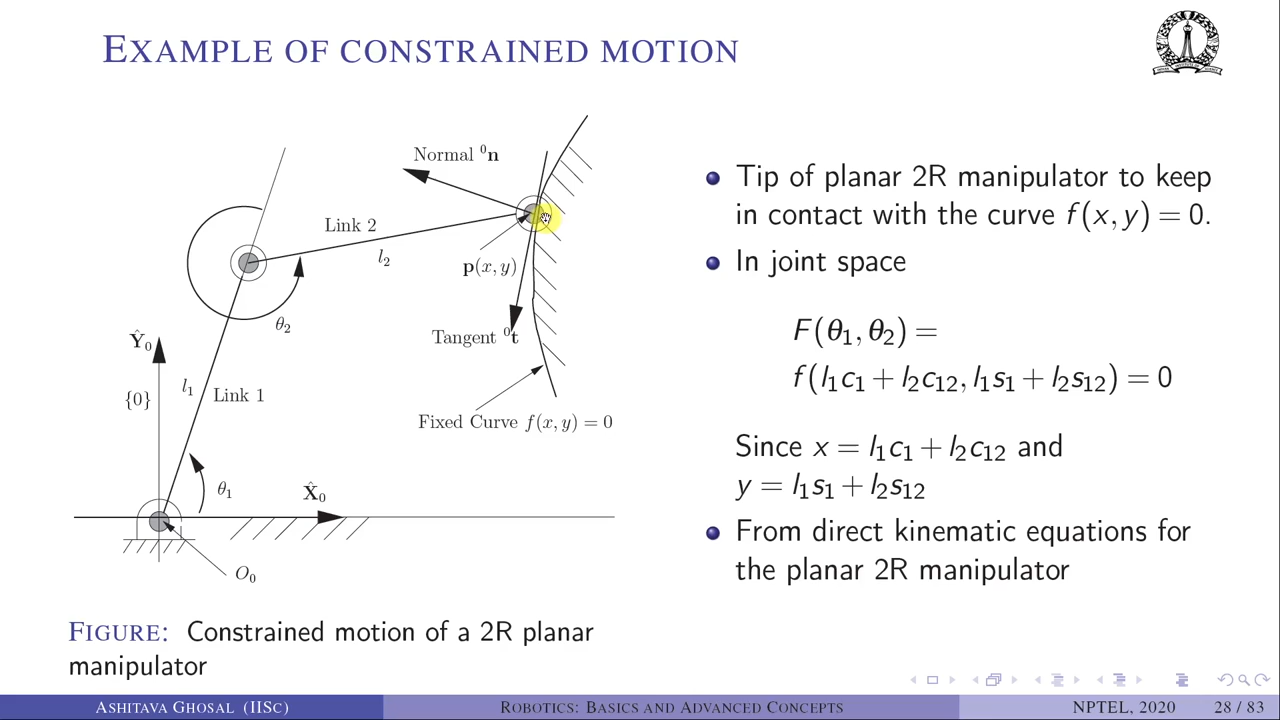 EXAMPLE OF CONSTRAINED MOTION
Normal ⁰n
Link 2
l₂
p(x, y)
θ₂
Tangent ⁰t
Ŷ₀
{0}
l₁
Link 1
Fixed Curve f(x, y) = 0
θ₁
X̂₀
O₀
FIGURE: Constrained motion of a 2R planar
manipulator
Tip of planar 2R manipulator to keep
in contact with the curve f(x, y) = 0.
In joint space
F(θ₁, θ₂) =
f(l₁c₁ + l₂c₁₂, l₁s₁ + l₂s₁₂) = 0
Since x = l₁c₁ + l₂c₁₂ and
y = l₁s₁ + l₂s₁₂
From direct kinematic equations for
the planar 2R manipulator
ASHITAVA GHOSAL (IISC)
ROBOTICS: BASICS AND ADVANCED CONCEPTS
NPTEL, 2020
28 / 83